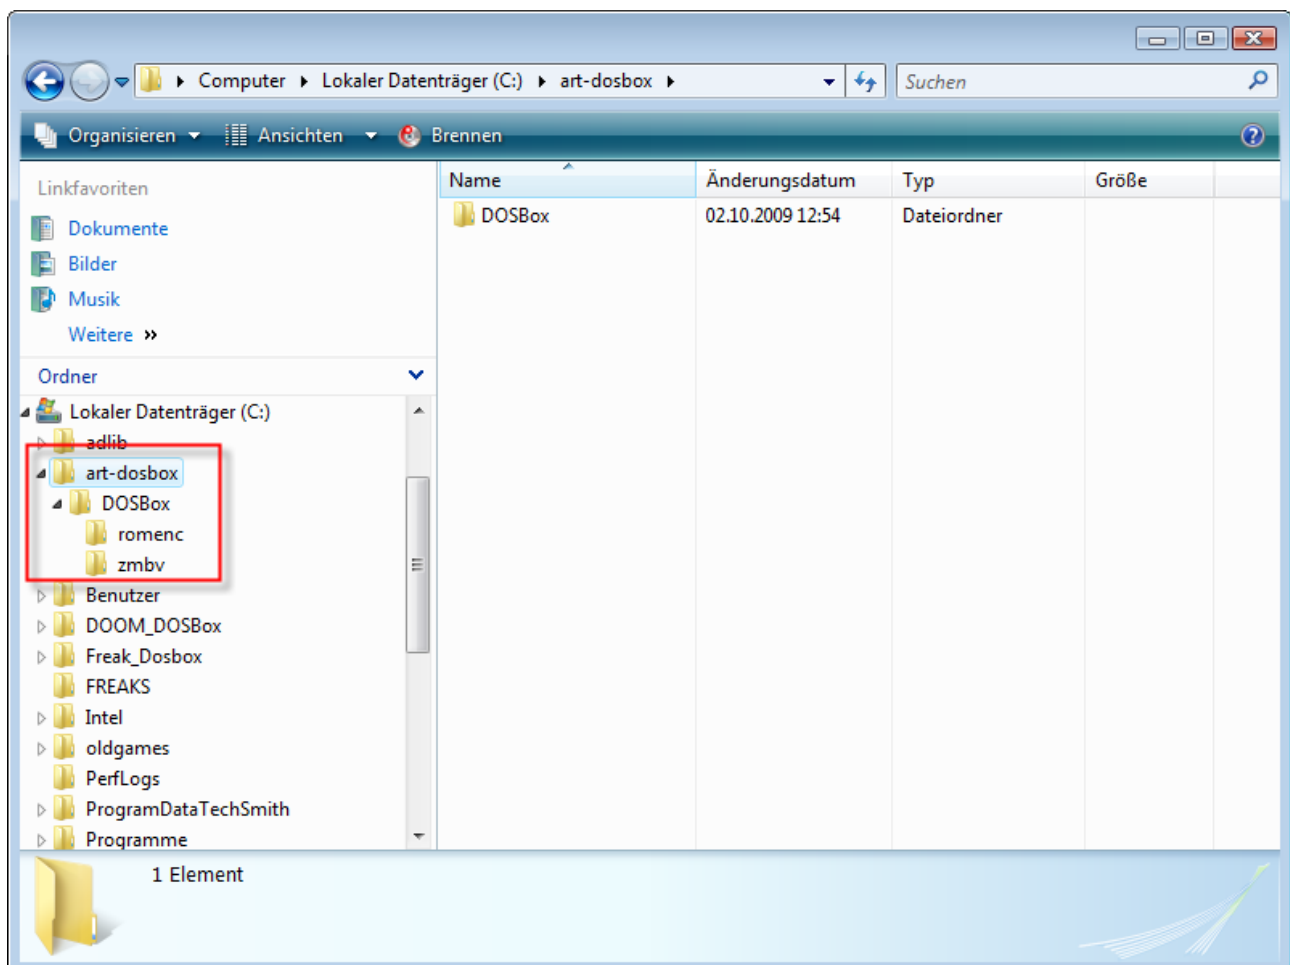 Computer Lokaler Datenträger (C:) art-dosbox Suchen
Organisieren Ansichten Brennen
Linkfavoriten
Dokumente
Bilder
Musik
Weitere »
Ordner
Lokaler Datenträger (C:)
adlib
art-dosbox
DOSBox
romenc
zmbv
Benutzer
DOOM_DOSBox
Freak_Dosbox
FREAKS
Intel
oldgames
PerfLogs
ProgramDataTechSmith
Programme
Name Änderungsdatum Typ Größe
DOSBox 02.10.2009 12:54 Dateiordner
1 Element